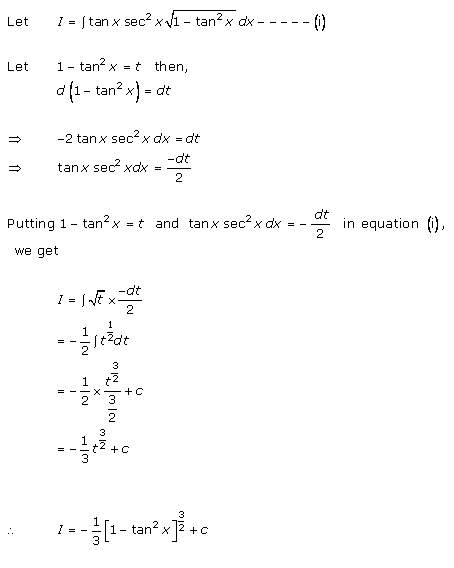 Let I = ∫ tan x sec² x √(1 − tan² x) dx − − − − − (i)
Let 1 − tan² x = t then,
d (1 − tan² x) = dt
⇒ −2 tan x sec² x dx = dt
⇒ tan x sec² xdx = −dt/2
Putting 1 − tan² x = t and tan x sec² x dx = − dt/2 in equation (i),
we get
I = ∫ √t × −dt/2
= − 1/2 ∫ t^(1/2) dt
= − 1/2 × t^(3/2)/(3/2) + c
= − 1/3 t^(3/2) + c
∴ I = − 1/3 [1 − tan² x]^(3/2) + c